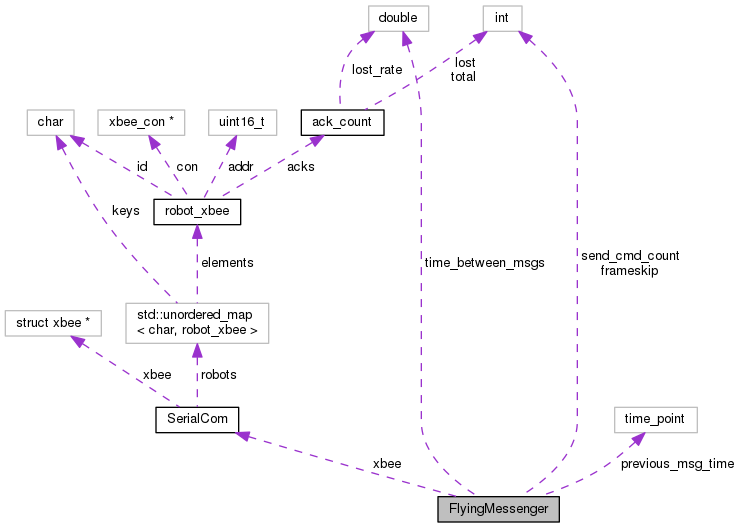 double
int
lost_rate
lost
total
char
xbee_con *
uint16_t
ack_count
id
con
addr
acks
keys
robot_xbee
elements
time_between_msgs
send_cmd_count
frameskip
struct xbee *
std::unordered_map
< char, robot_xbee >
xbee
robots
SerialCom
time_point
xbee
previous_msg_time
FlyingMessenger